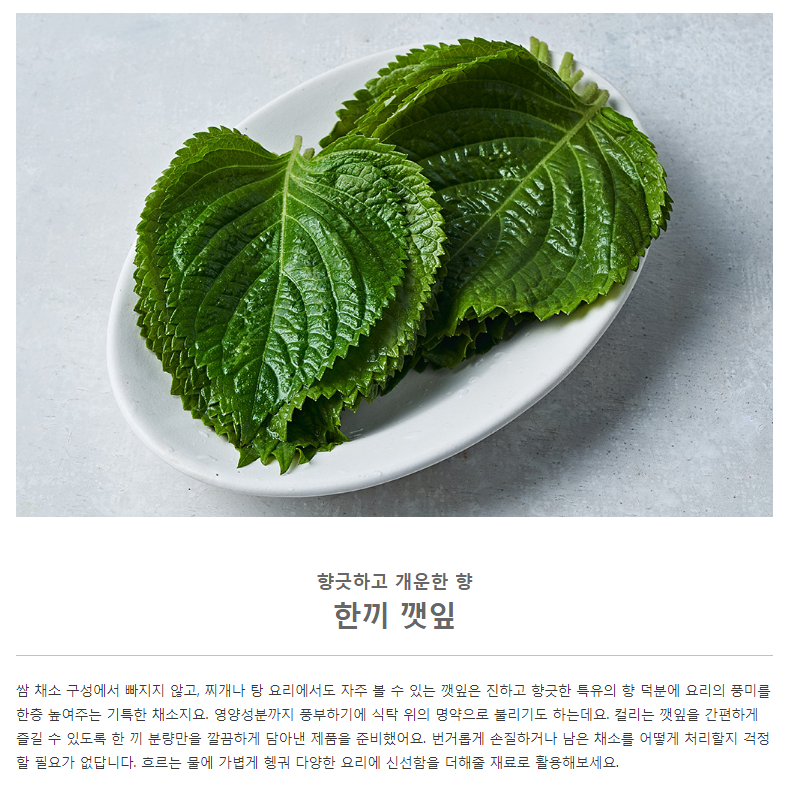 향긋하고 개운한 향
한끼 깻잎
쌈 채소 구성에서 빠지지 않고, 찌개나 탕 요리에서도 자주 볼 수 있는 깻잎은 진하고 향긋한 특유의 향 덕분에 요리의 풍미를
한층 높여주는 기특한 채소지요. 영양성분까지 풍부하기에 식탁 위의 명약으로 불리기도 하는데요. 컬리는 깻잎을 간편하게
즐길 수 있도록 한 끼 분량만을 깔끔하게 담아낸 제품을 준비했어요. 번거롭게 손질하거나 남은 채소를 어떻게 처리할지 걱정
할 필요가 없답니다. 흐르는 물에 가볍게 헹궈 다양한 요리에 신선함을 더해줄 재료로 활용해보세요.